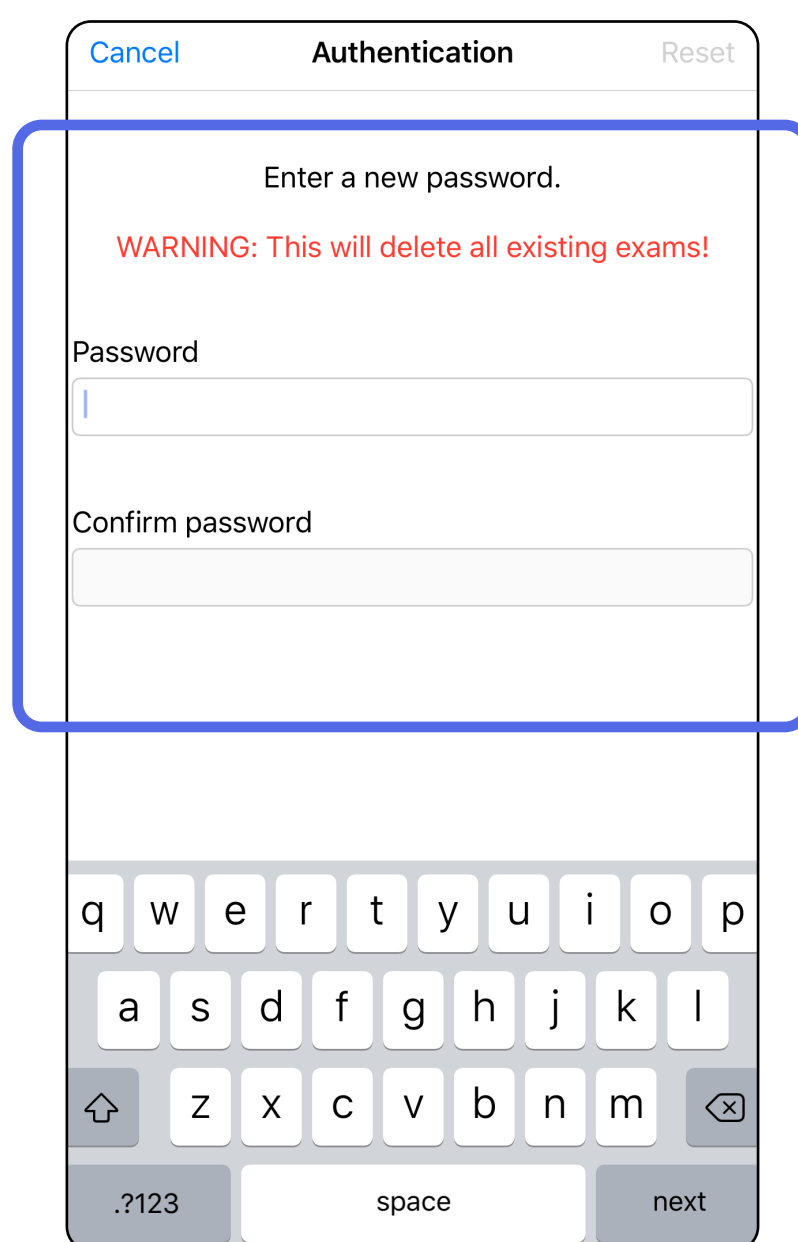 Cancel Authentication Reset
Enter a new password.
WARNING: This will delete all existing exams!
Password
Confirm password
q w e r t y u i o p
a s d f g h j k l
z x c v b n m
.?123 space next